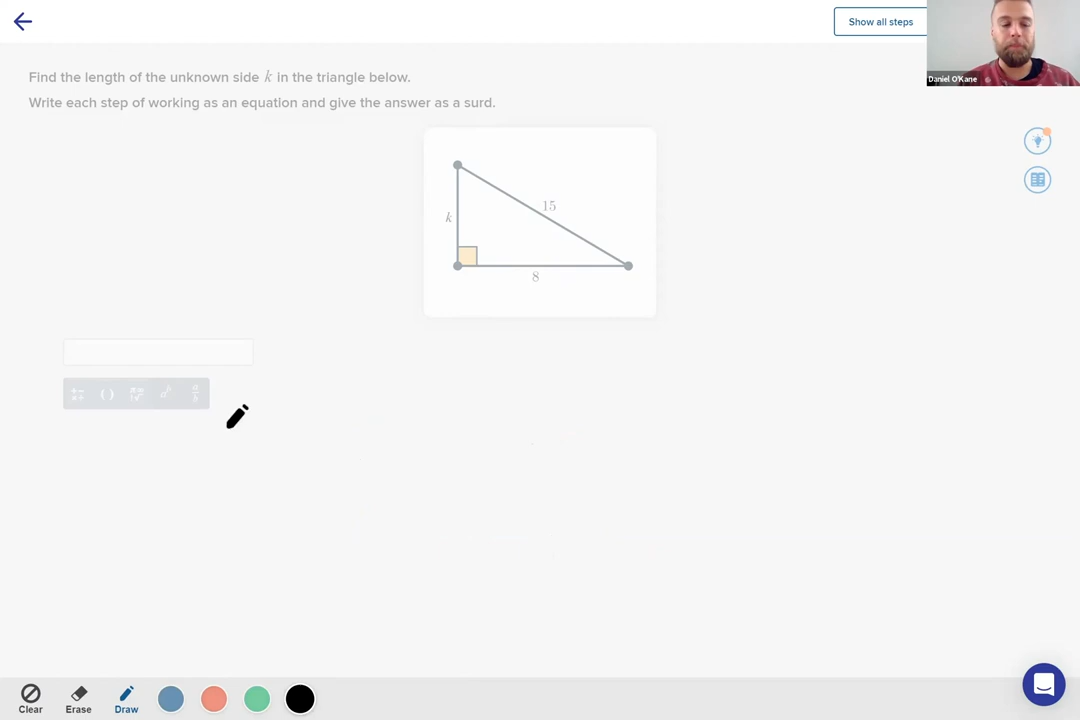 Show all steps
Daniel O'Kane
Find the length of the unknown side k in the triangle below.
Write each step of working as an equation and give the answer as a surd.
15
k
8
( )
a^b
a/b
Clear
Erase
Draw